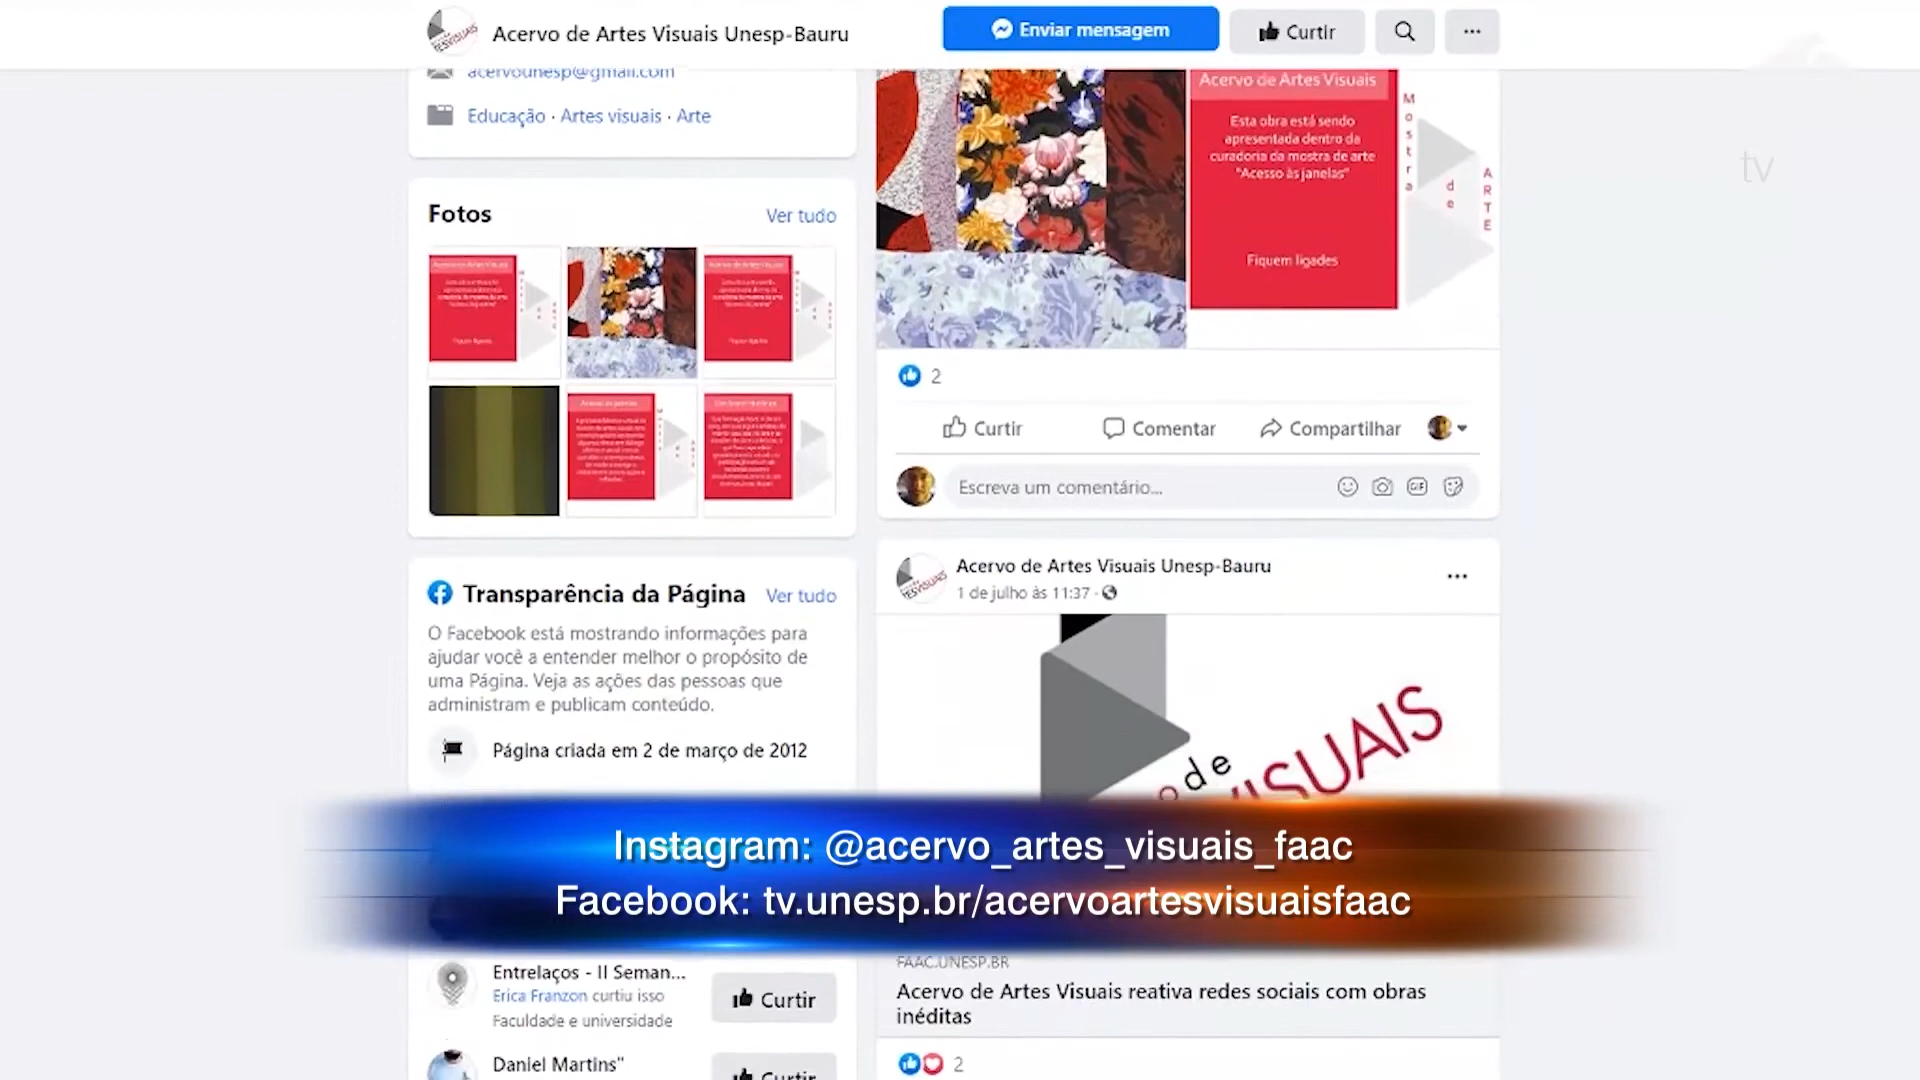 Acervo de Artes Visuais Unesp-Bauru
Enviar mensagem
Curtir
tv
acervounesp@gmail.com
Educação · Artes visuais · Arte
Fotos
Ver tudo
Transparência da Página
Ver tudo
O Facebook está mostrando informações para
ajudar você a entender melhor o propósito de
uma Página. Veja as ações das pessoas que
administram e publicam conteúdo.
Página criada em 2 de março de 2012
Acervo de Artes Visuais
Esta obra está sendo
apresentada dentro da
curadoria da mostra de arte
"Acesso às janelas"
Fiquem ligades
Mostra
de
ARTE
2
Curtir
Comentar
Compartilhar
Escreva um comentário...
GIF
Acervo de Artes Visuais Unesp-Bauru
1 de julho às 11:37 ·
de
VISUAIS
Instagram: @acervo_artes_visuais_faac
Facebook: tv.unesp.br/acervoartesvisuaisfaac
Entrelaços - II Seman...
Erica Franzon curtiu isso
Faculdade e universidade
Curtir
Daniel Martins"
Curtir
FAAC.UNESP.BR
Acervo de Artes Visuais reativa redes sociais com obras
inéditas
2